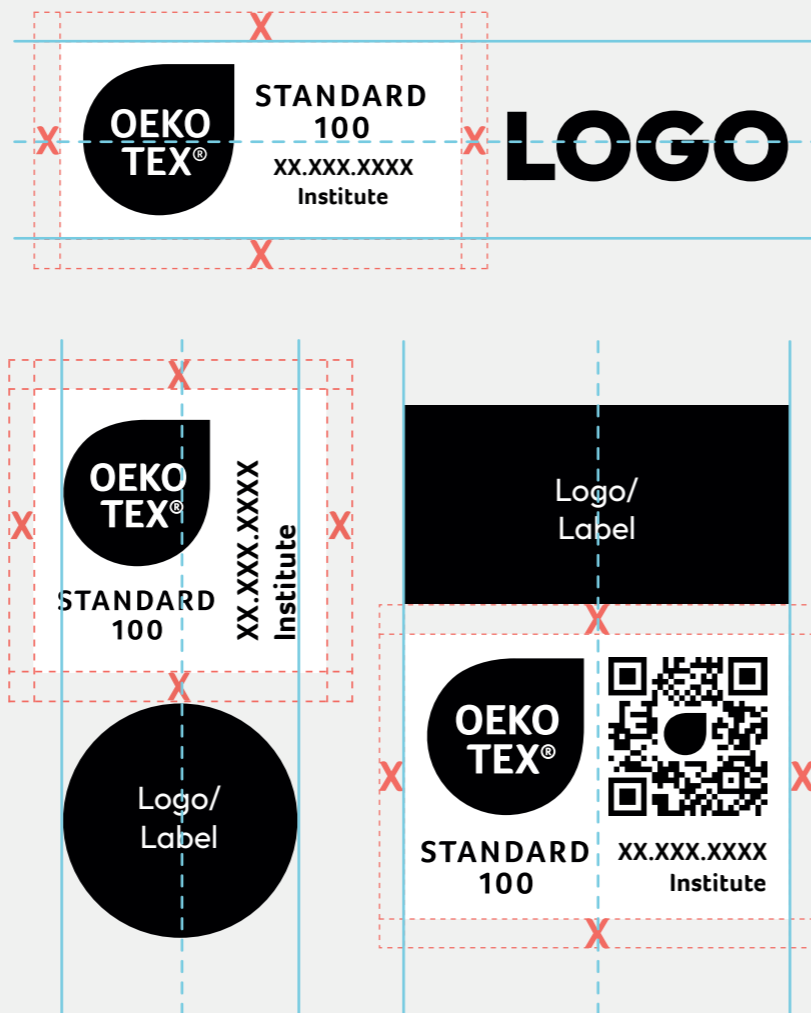 X
OEKO
TEX®
STANDARD
100
XX.XXX.XXXX
Institute
X
X
LOGO
X
X
OEKO
TEX®
STANDARD
100
XX.XXX.XXXX
Institute
X
X
X
Logo/
Label
Logo/
Label
X
OEKO
TEX®
STANDARD
100
XX.XXX.XXXX
Institute
X
X
X